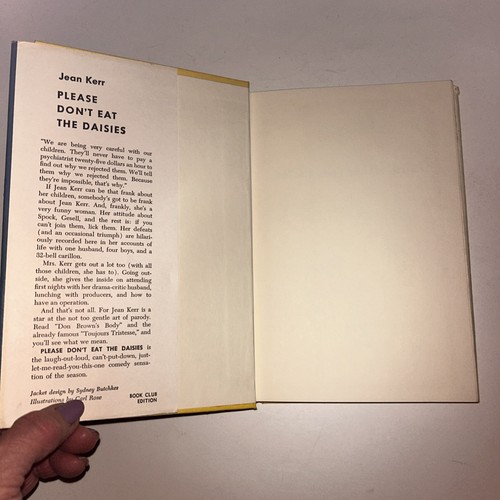 Jean Kerr
PLEASE
DON'T EAT
THE DAISIES
"We are being very careful with our
children. They'll never have to pay a
psychiatrist twenty-five dollars an hour to
find out why we rejected them. We'll tell
them why we rejected them. Because
they're impossible, that's why."
If Jean Kerr can be that frank about
her children, somebody's got to be frank
about Jean Kerr. And, frankly, she's a
very funny woman. Her attitude about
Spock, Gesell, and the rest is: if you
can't join them, lick them. Her defeats
(and an occasional triumph) are hilari-
ously recorded here in her accounts of
life with one husband, four boys, and a
32-bell carillon.
Mrs. Kerr gets out a lot too (with all
those children, she has to). Going out-
side, she gives the inside on attending
first nights with her drama-critic husband,
lunching with producers, and how to
have an operation.
And that's not all. For Jean Kerr is a
star at the not too gentle art of parody.
Read "Don Brown's Body" and the
already famous "Toujours Tristesse," and
you'll see what we mean.
PLEASE DON'T EAT THE DAISIES is
the laugh-out-loud, can't-put-down, just-
let-me-read-you-this-one comedy sensa-
tion of the season.
Jacket design by Sydney Butchkes
Illustrations by Carl Rose
BOOK CLUB
EDITION